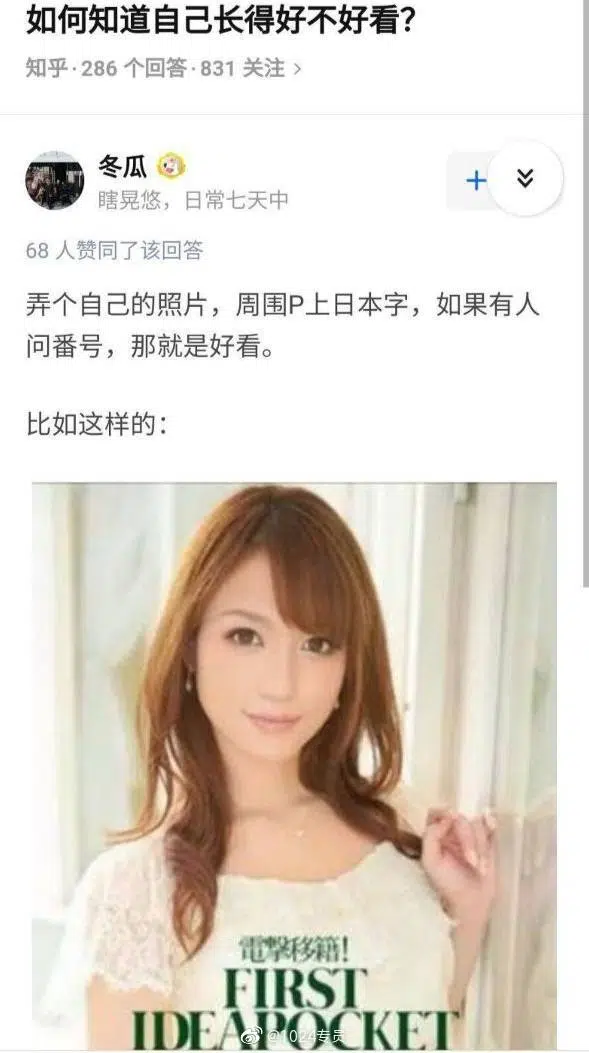 如何知道自己长得好不好看？
知乎·286 个回答·831 关注 >
冬瓜
瞎晃悠，日常七天中
68 人赞同了该回答
弄个自己的照片，周围P上日本字，如果有人
问番号，那就是好看。
比如这样的：
電撃移籍！
FIRST
IDEAPOCKET
@1024专员